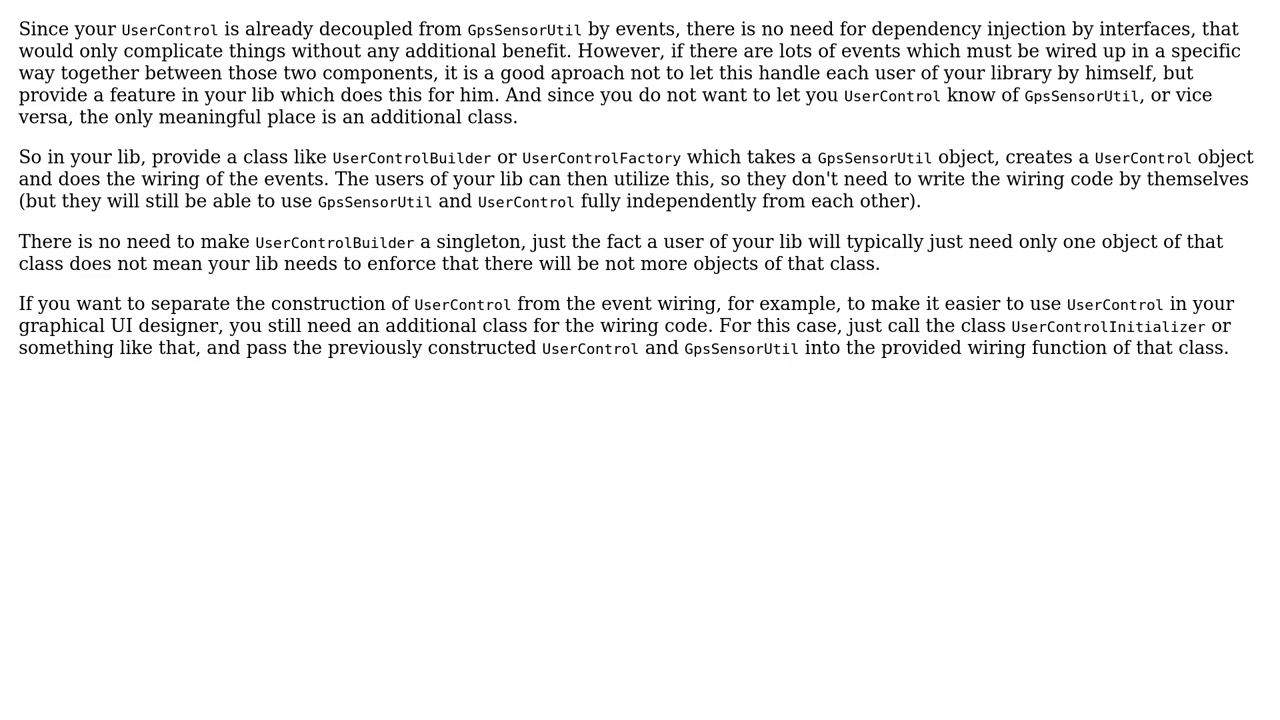 Since your UserControl is already decoupled from GpsSensorUtil by events, there is no need for dependency injection by interfaces, that
would only complicate things without any additional benefit. However, if there are lots of events which must be wired up in a specific
way together between those two components, it is a good aproach not to let this handle each user of your library by himself, but
provide a feature in your lib which does this for him. And since you do not want to let you UserControl know of GpsSensorUtil, or vice
versa, the only meaningful place is an additional class.
So in your lib, provide a class like UserControlBuilder or UserControlFactory which takes a GpsSensorUtil object, creates a UserControl object
and does the wiring of the events. The users of your lib can then utilize this, so they don't need to write the wiring code by themselves
(but they will still be able to use GpsSensorUtil and UserControl fully independently from each other).
There is no need to make UserControlBuilder a singleton, just the fact a user of your lib will typically just need only one object of that
class does not mean your lib needs to enforce that there will be not more objects of that class.
If you want to separate the construction of UserControl from the event wiring, for example, to make it easier to use UserControl in your
graphical UI designer, you still need an additional class for the wiring code. For this case, just call the class UserControlInitializer or
something like that, and pass the previously constructed UserControl and GpsSensorUtil into the provided wiring function of that class.